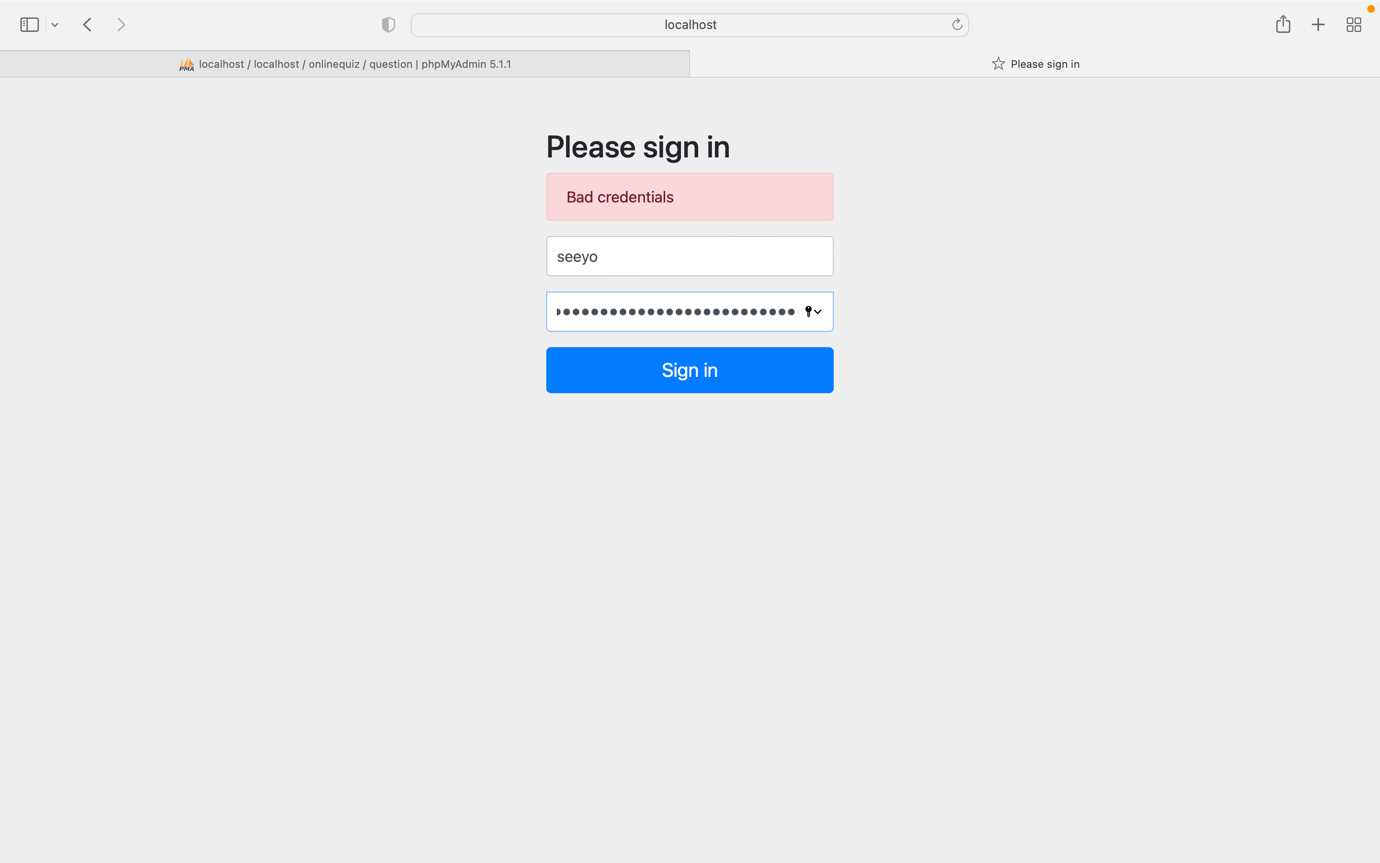 localhost
PMA localhost / localhost / onlinequiz / question | phpMyAdmin 5.1.1
Please sign in
Please sign in
Bad credentials
seeyo
Sign in